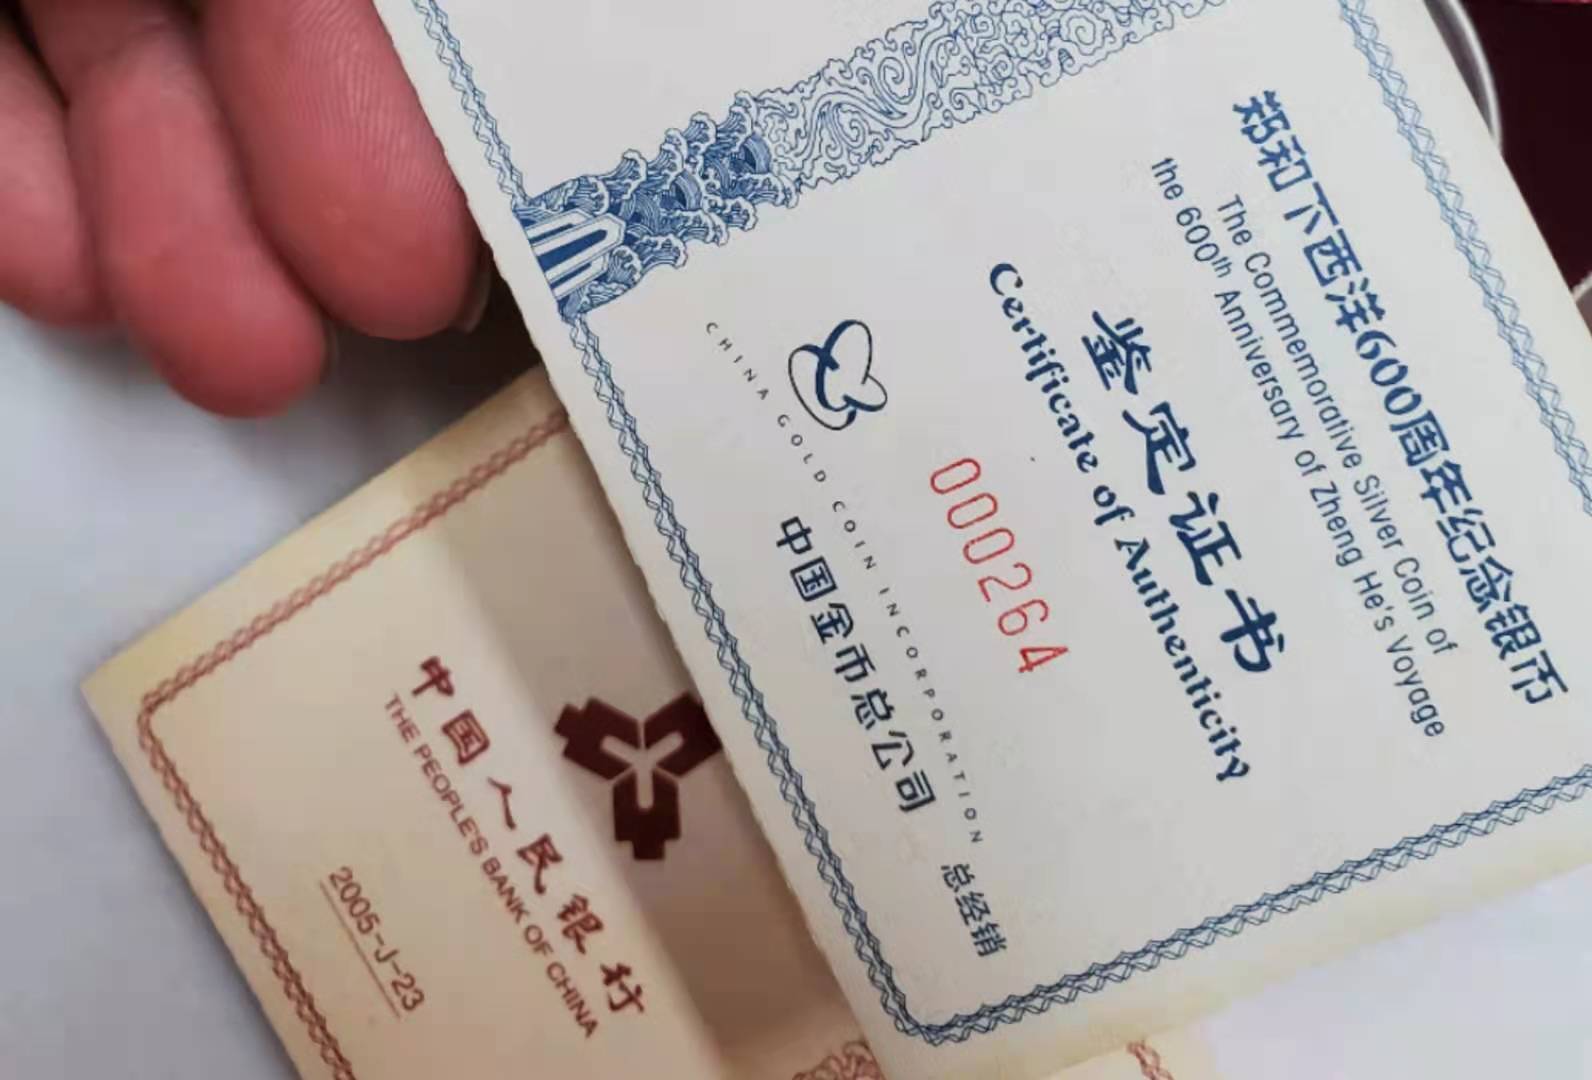 郑和下西洋600周年纪念银币
The Commemorative Silver Coin of
the 600th Anniversary of Zheng He's Voyage
鉴定证书
Certificate of Authenticity
000264
CHINA GOLD COIN INCORPORATION
中国金币总公司 总经销
中国人民银行
THE PEOPLE'S BANK OF CHINA
2005-J-23